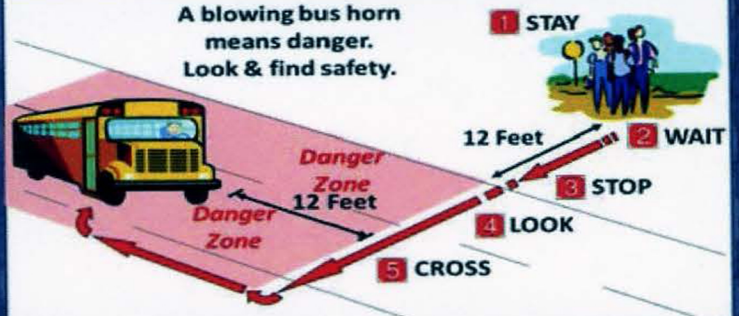 A blowing bus horn
means danger.
Look & find safety.
1 STAY
12 Feet
2 WAIT
3 STOP
4 LOOK
5 CROSS
Danger
Zone
12 Feet
Danger
Zone